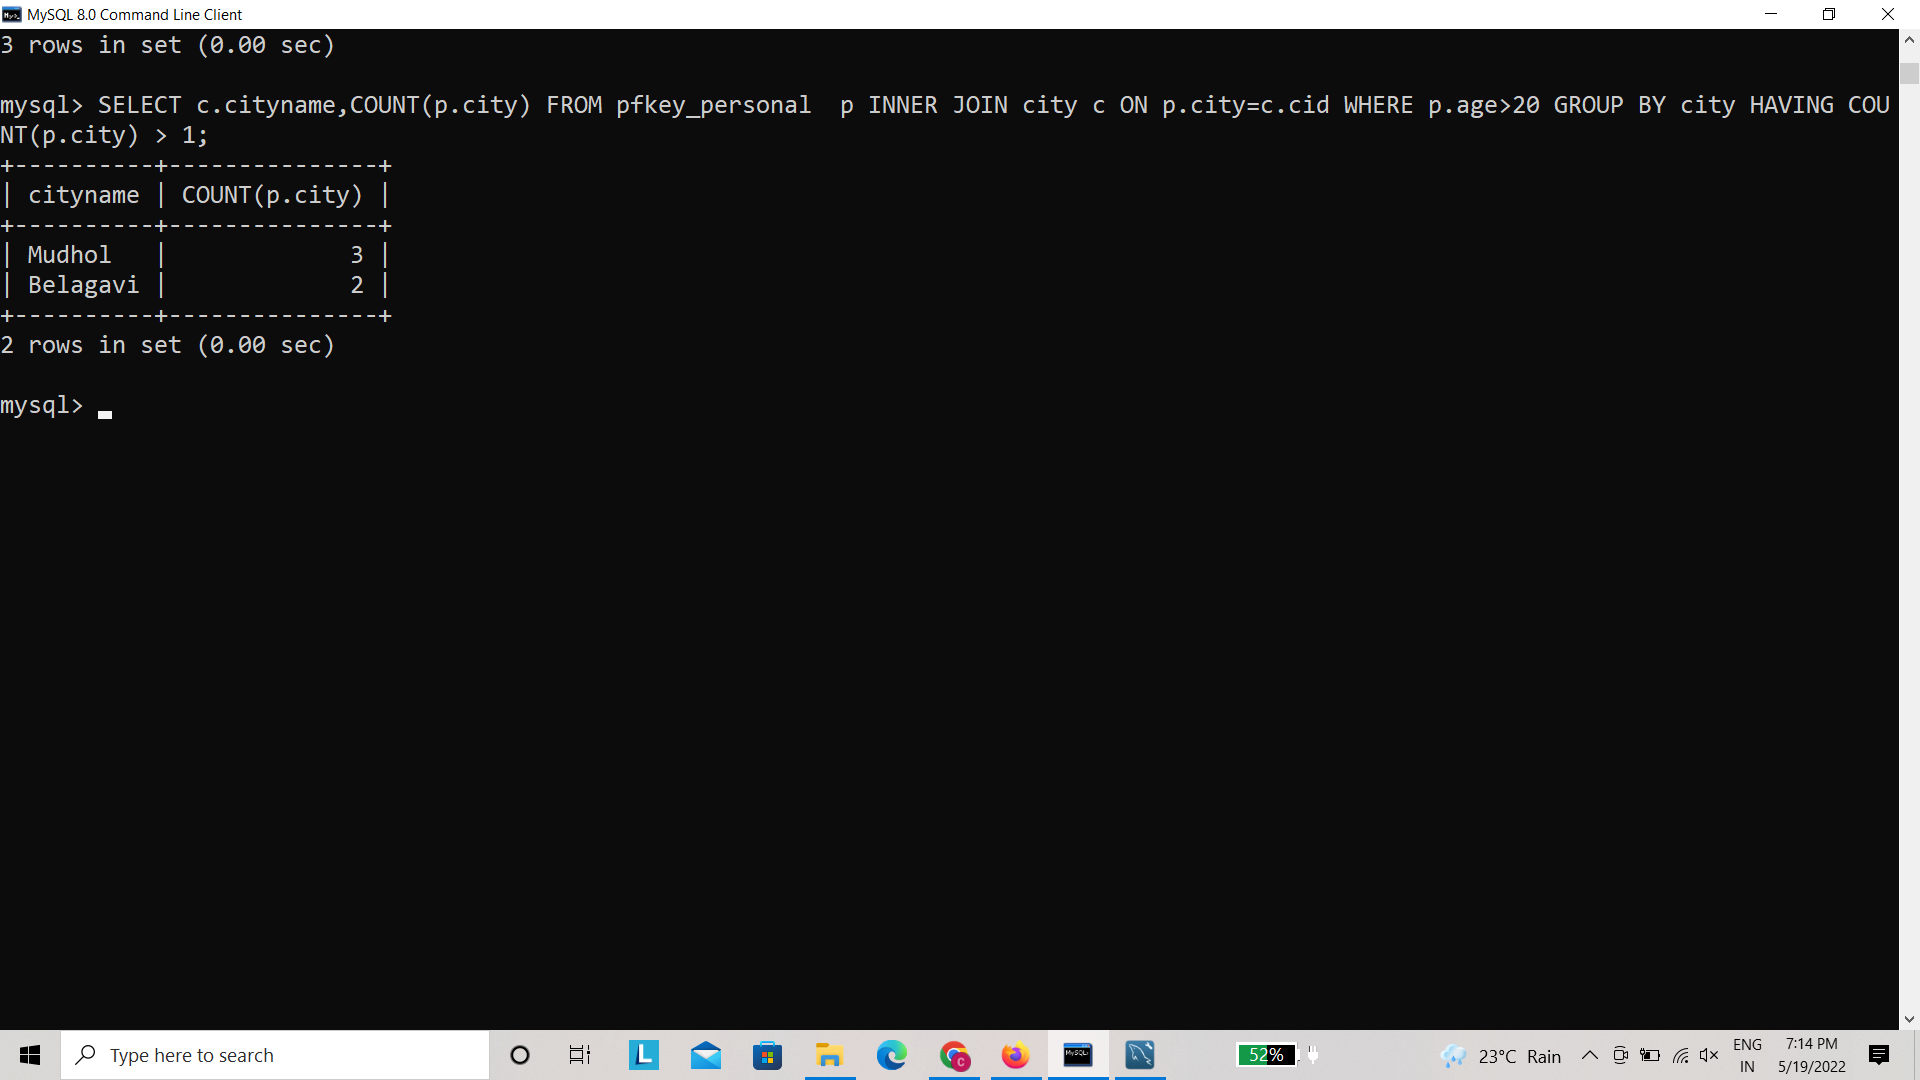 MySQL 8.0 Command Line Client
3 rows in set (0.00 sec)
mysql> SELECT c.cityname,COUNT(p.city) FROM pfkey_personal  p INNER JOIN city c ON p.city=c.cid WHERE p.age>20 GROUP BY city HAVING COU
NT(p.city) > 1;
+----------+---------------+
| cityname | COUNT(p.city) |
+----------+---------------+
| Mudhol   |             3 |
| Belagavi |             2 |
+----------+---------------+
2 rows in set (0.00 sec)
mysql>
Type here to search
L
MySQL
52%
23°C Rain
ENG
IN
7:14 PM
5/19/2022